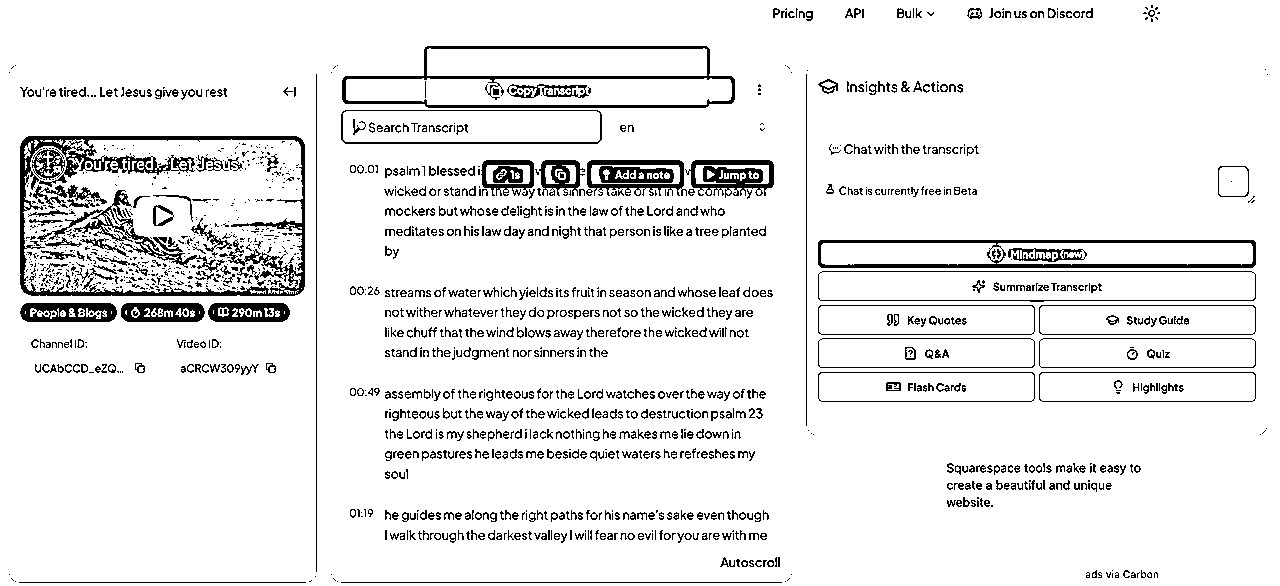 Pricing
API
Bulk
Join us on Discord
You're tired... Let Jesus give you rest
You're tired... Let Jesus
People & Blogs
268m 40s
290m 13s
Channel ID:
Video ID:
UCAbCCD_eZQ...
aCRCW309yyY
Copy Transcript
Search Transcript
en
1s
Add a note
Jump to
00:01
psalm 1 blessed i
wicked or stand in the way that sinners take or sit in the company of
mockers but whose delight is in the law of the Lord and who
meditates on his law day and night that person is like a tree planted
by
00:26
streams of water which yields its fruit in season and whose leaf does
not wither whatever they do prospers not so the wicked they are
like chuff that the wind blows away therefore the wicked will not
stand in the judgment nor sinners in the
00:49
assembly of the righteous for the Lord watches over the way of the
righteous but the way of the wicked leads to destruction psalm 23
the Lord is my shepherd i lack nothing he makes me lie down in
green pastures he leads me beside quiet waters he refreshes my
soul
01:19
he guides me along the right paths for his name's sake even though
I walk through the darkest valley I will fear no evil for you are with me
Autoscroll
Insights & Actions
Chat with the transcript
Chat is currently free in Beta
Mindmap (new)
Summarize Transcript
Key Quotes
Study Guide
Q&A
Quiz
Flash Cards
Highlights
Squarespace tools make it easy to
create a beautiful and unique
website.
ads via Carbon